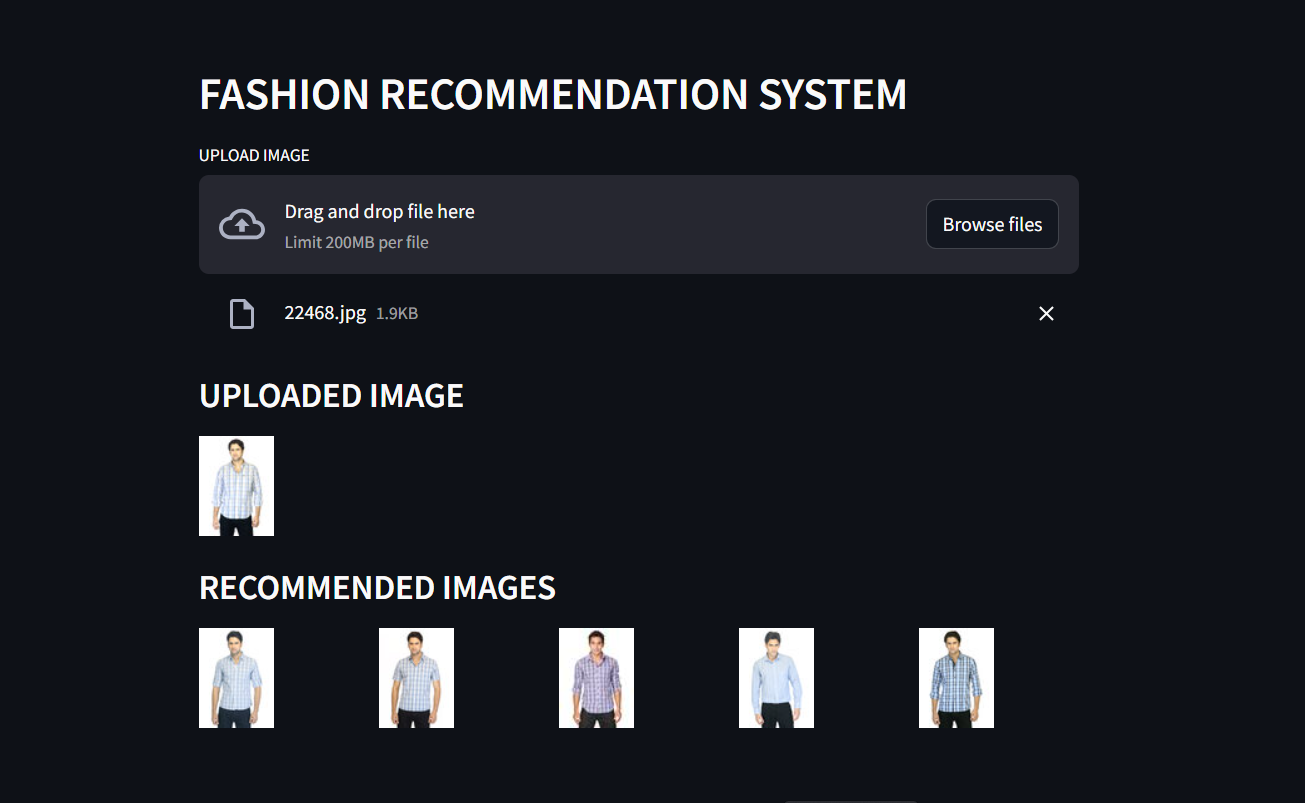 FASHION RECOMMENDATION SYSTEM
UPLOAD IMAGE
Drag and drop file here
Limit 200MB per file
Browse files
22468.jpg 1.9KB
UPLOADED IMAGE
RECOMMENDED IMAGES